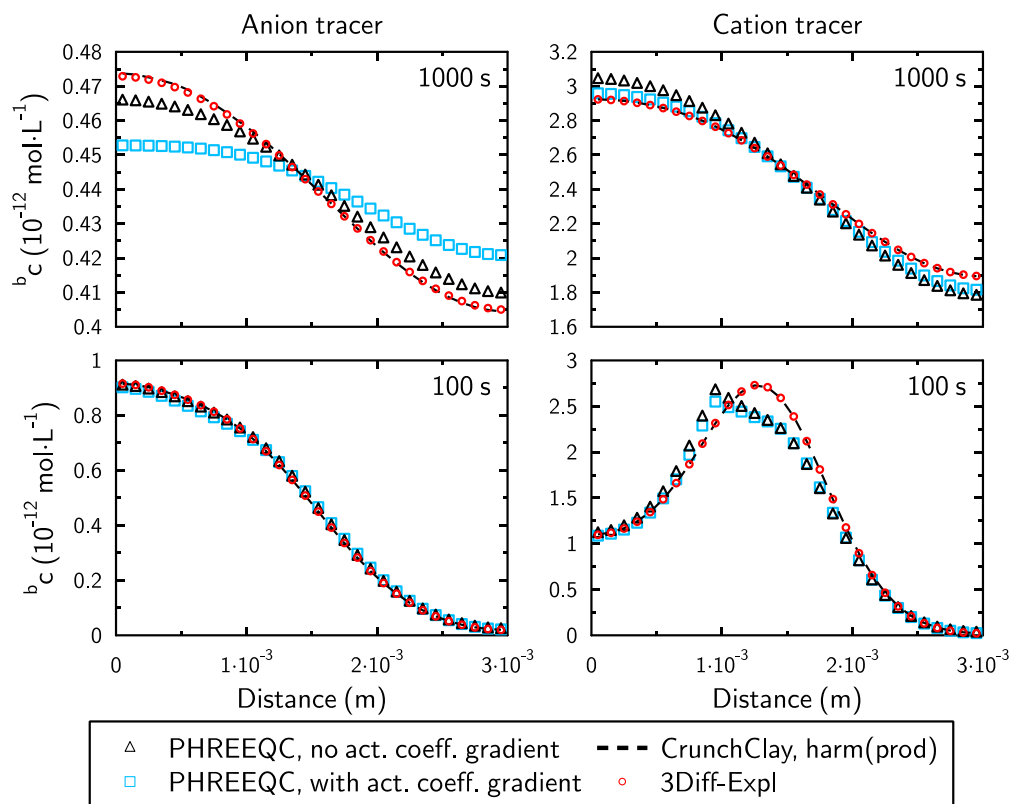 Anion tracer
Cation tracer
ᵇc (10⁻¹² mol·L⁻¹)
0.48
0.47
0.46
0.45
0.44
0.43
0.42
0.41
0.4
1000 s
3.2
3
2.8
2.6
2.4
2.2
2
1.8
1.6
1000 s
ᵇc (10⁻¹² mol·L⁻¹)
1
0.8
0.6
0.4
0.2
0
100 s
3
2.5
2
1.5
1
0.5
0
100 s
0 1·10⁻³ 2·10⁻³ 3·10⁻³
0 1·10⁻³ 2·10⁻³ 3·10⁻³
Distance (m)
Distance (m)
PHREEQC, no act. coeff. gradient
CrunchClay, harm(prod)
PHREEQC, with act. coeff. gradient
3Diff-Expl